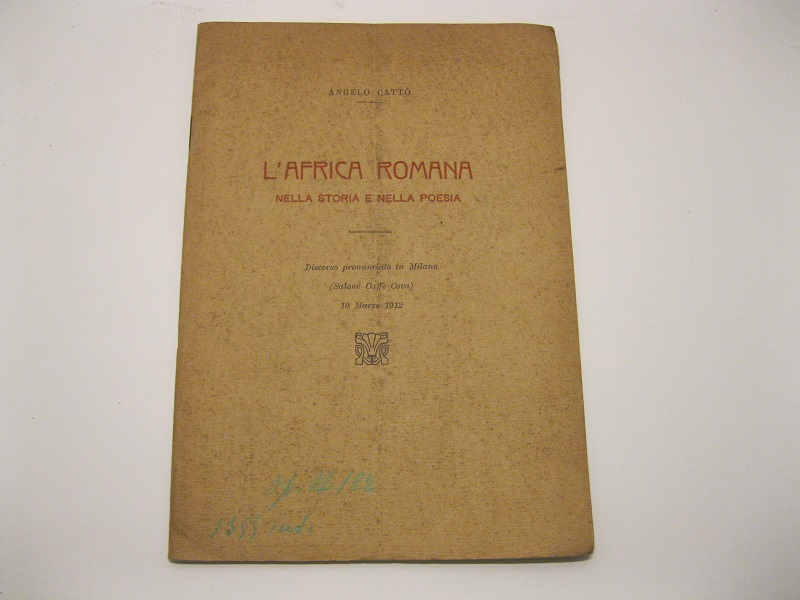 ANGELO CATTÒ
L'AFRICA ROMANA
NELLA STORIA E NELLA POESIA
Discorso pronunciato in Milano
(Salone Caffè-Cova)
10 Marzo 1912